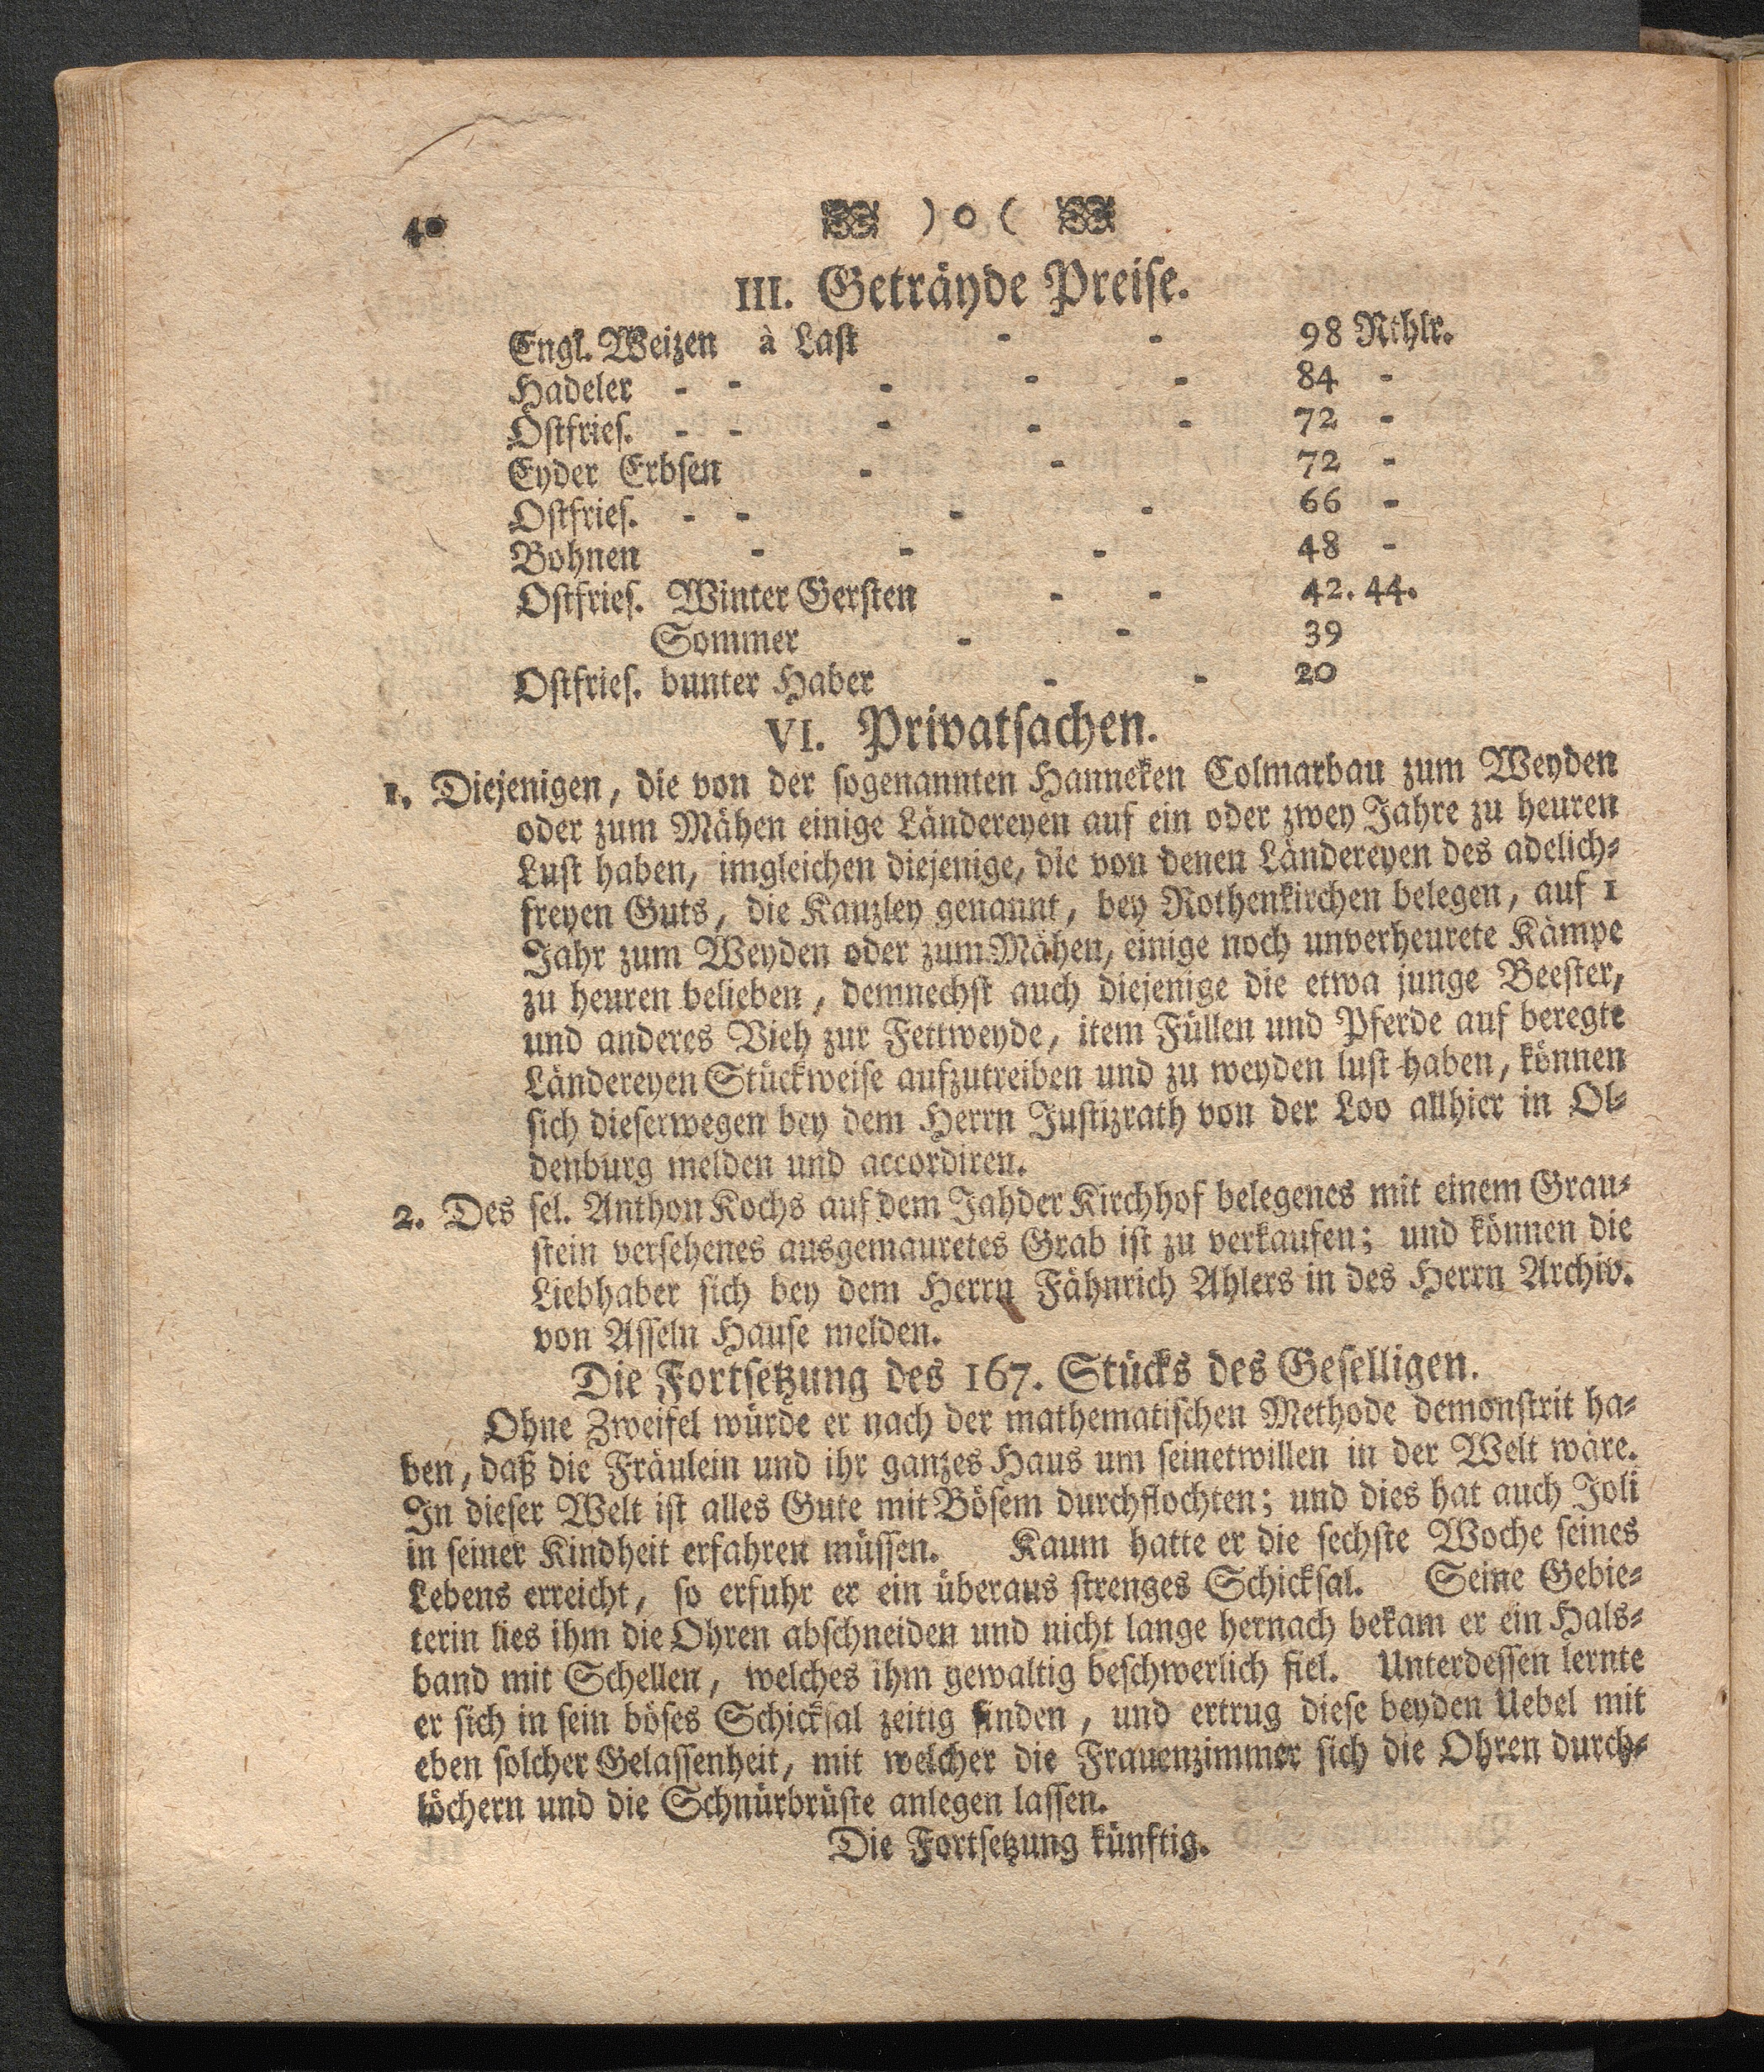 40 ) o (
III. Geträyde Preise.
Engl. Weizen à Last - - 98 Rthlr.
Hadeler - - - - - 84 -
Ostfries. - - - - - 72 -
Eyder Erbsen - - 72 -
Ostfries. - - - - 66 -
Bohnen - - - 48 -
Ostfries. Winter Gersten - - 42. 44.
Sommer - - 39
Ostfries. bunter Haber - - 20
VI. Privatsachen.
1. Diejenigen, die von der sogenannten Hanneken Colmarbau zum Weyden
oder zum Mähen einige Ländereyen auf ein oder zwey Jahre zu heuren
Lust haben, imgleichen diejenige, die von denen Ländereyen des adelich-
freyen Guts, die Kanzley genannt, bey Rothenkirchen belegen, auf 1
Jahr zum Weyden oder zum Mähen, einige noch unverheurete Kämpe
zu heuren belieben, demnechst auch diejenige die etwa junge Beester,
und anderes Vieh zur Fettweyde, item Füllen und Pferde auf beregte
Ländereyen Stückweise aufzutreiben und zu weyden lust haben, können
sich dieserwegen bey dem Herrn Justizrath von der Loo allhier in Ol-
denburg melden und accordiren.
2. Des sel. Anthon Kochs auf dem Jahder Kirchhof belegenes mit einem Grau-
stein versehenes ausgemauretes Grab ist zu verkaufen; und können die
Liebhaber sich bey dem Herrn Fähnrich Ahlers in des Herrn Archiv.
von Asseln Hause melden.
Die Fortsetzung des 167. Stücks des Geselligen.
Ohne Zweifel würde er nach der mathematischen Methode demonstrit ha-
ben, daß die Fräulein und ihr ganzes Haus um seinetwillen in der Welt wäre.
In dieser Welt ist alles Gute mit Bösem durchflochten; und dies hat auch Joli
in seiner Kindheit erfahren müssen. Kaum hatte er die sechste Woche seines
Lebens erreicht, so erfuhr er ein überaus strenges Schicksal. Seine Gebie-
terin lies ihm die Ohren abschneiden und nicht lange hernach bekam er ein Hals-
band mit Schellen, welches ihm gewaltig beschwerlich fiel. Unterdessen lernte
er sich in sein böses Schicksal zeitig finden, und ertrug diese beyden Uebel mit
eben solcher Gelassenheit, mit welcher die Frauenzimmer sich die Ohren durch-
löchern und die Schnürbrüste anlegen lassen.
Die Fortsetzung künftig.